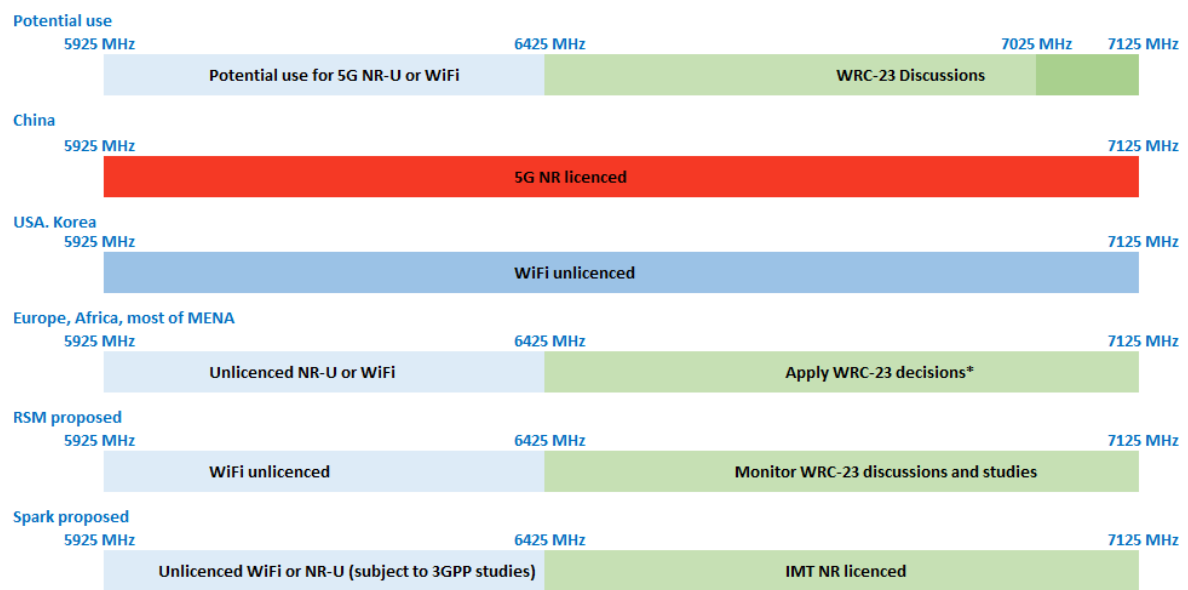 Potential use
5925 MHz 6425 MHz 7025 MHz 7125 MHz
Potential use for 5G NR-U or WiFi WRC-23 Discussions
China
5925 MHz 7125 MHz
5G NR licenced
USA. Korea
5925 MHz 7125 MHz
WiFi unlicenced
Europe, Africa, most of MENA
5925 MHz 6425 MHz 7125 MHz
Unlicenced NR-U or WiFi Apply WRC-23 decisions*
RSM proposed
5925 MHz 6425 MHz 7125 MHz
WiFi unlicenced Monitor WRC-23 discussions and studies
Spark proposed
5925 MHz 6425 MHz 7125 MHz
Unlicenced WiFi or NR-U (subject to 3GPP studies) IMT NR licenced